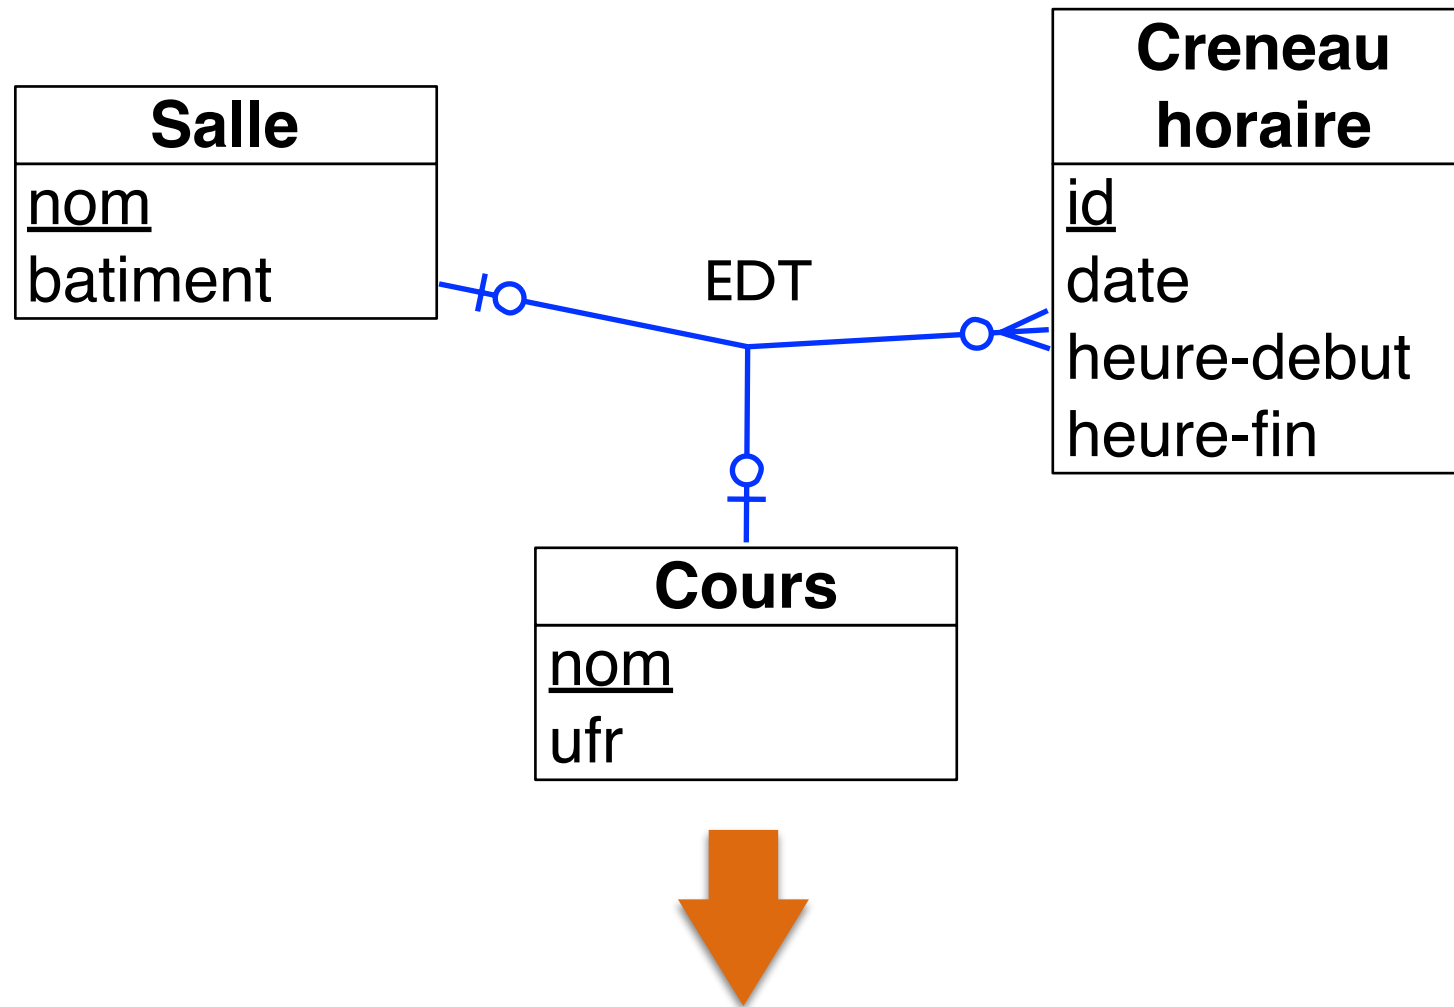 Salle
nom
batiment
EDT
Creneau
horaire
id
date
heure-debut
heure-fin
Cours
nom
ufr